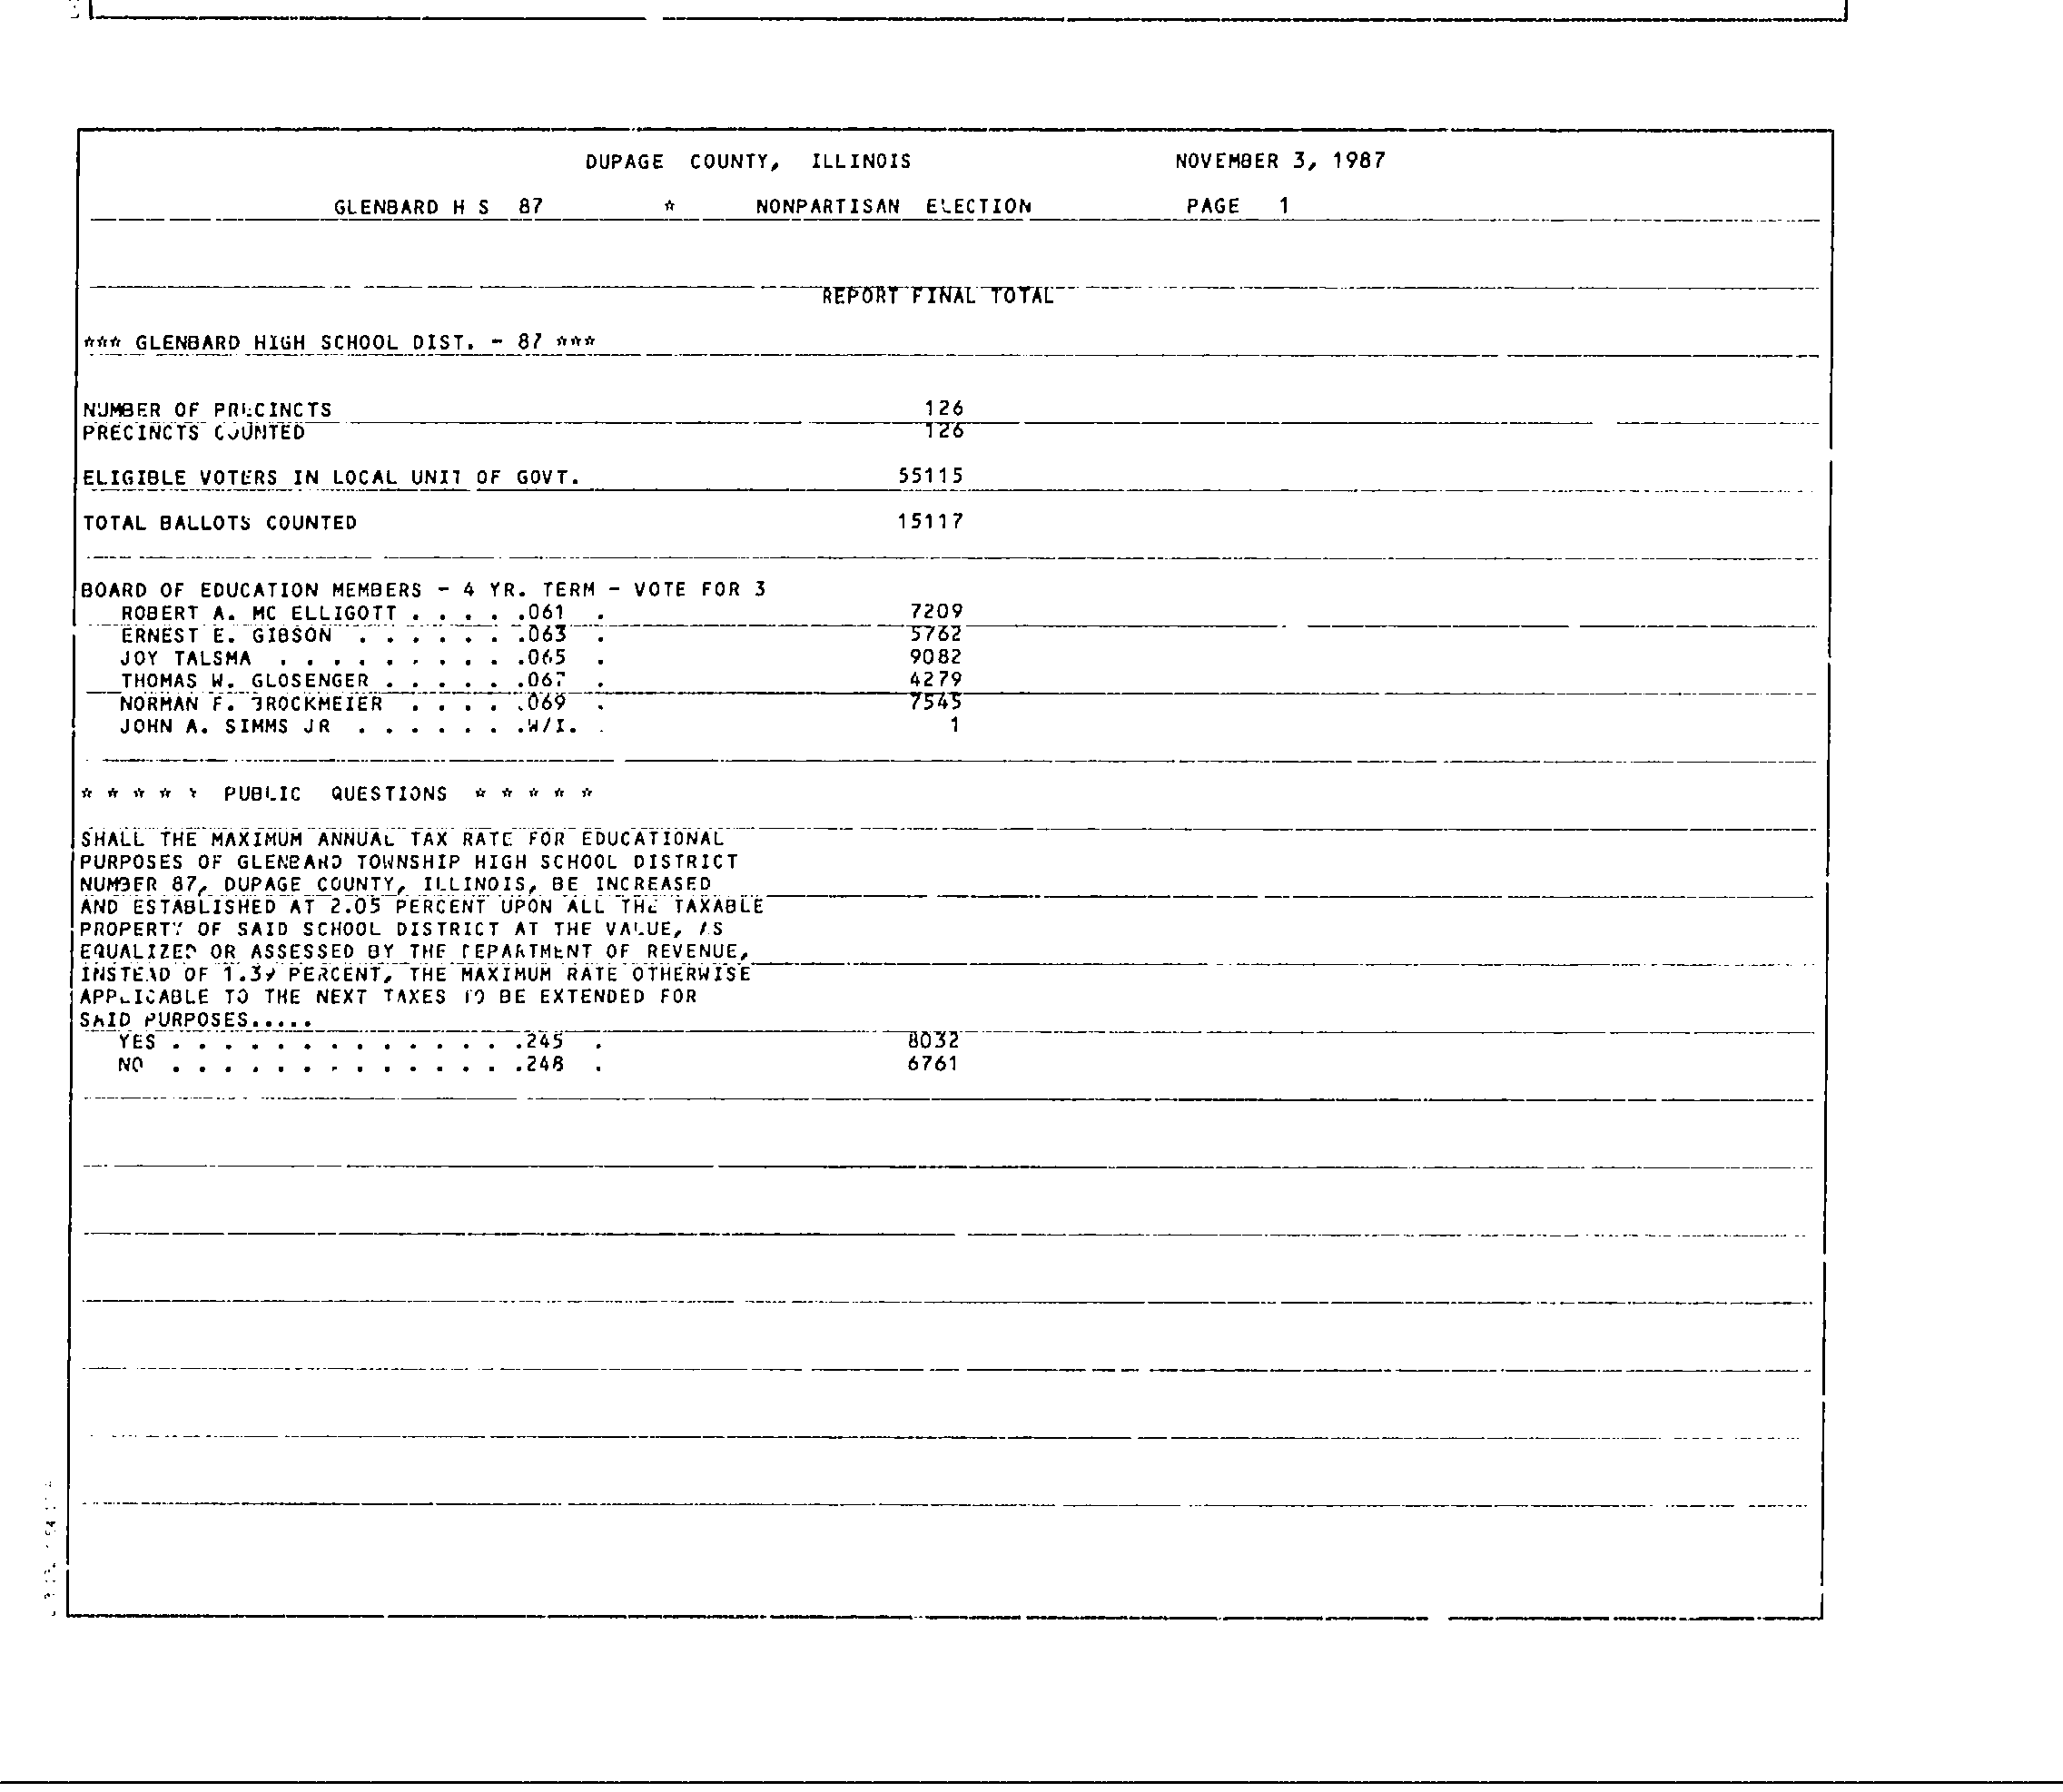 DUPAGE COUNTY, ILLINOIS NOVEMBER 3, 1987
GLENBARD H S 87 * NONPARTISAN ELECTION PAGE 1
REPORT FINAL TOTAL
*** GLENBARD HIGH SCHOOL DIST. - 87 ***
NUMBER OF PRECINCTS 126
PRECINCTS COUNTED 126
ELIGIBLE VOTERS IN LOCAL UNIT OF GOVT. 55115
TOTAL BALLOTS COUNTED 15117
BOARD OF EDUCATION MEMBERS - 4 YR. TERM - VOTE FOR 3
ROBERT A. MC ELLIGOTT . . . . .061 . 7209
ERNEST E. GIBSON . . . . . . .063 . 5762
JOY TALSMA . . . . . . . . . .065 . 9082
THOMAS W. GLOSENGER . . . . . .067 . 4279
NORMAN F. BROCKMEIER . . . . .069 . 7545
JOHN A. SIMMS JR . . . . . . .W/I. . 1
* * * * * PUBLIC QUESTIONS * * * * *
SHALL THE MAXIMUM ANNUAL TAX RATE FOR EDUCATIONAL
PURPOSES OF GLENBARD TOWNSHIP HIGH SCHOOL DISTRICT
NUMBER 87, DUPAGE COUNTY, ILLINOIS, BE INCREASED
AND ESTABLISHED AT 2.05 PERCENT UPON ALL THE TAXABLE
PROPERTY OF SAID SCHOOL DISTRICT AT THE VALUE, AS
EQUALIZED OR ASSESSED BY THE DEPARTMENT OF REVENUE,
INSTEAD OF 1.39 PERCENT, THE MAXIMUM RATE OTHERWISE
APPLICABLE TO THE NEXT TAXES TO BE EXTENDED FOR
SAID PURPOSES.....
YES . . . . . . . . . . . . . .245 . 8032
NO . . . . . . . . . . . . . .248 . 6761